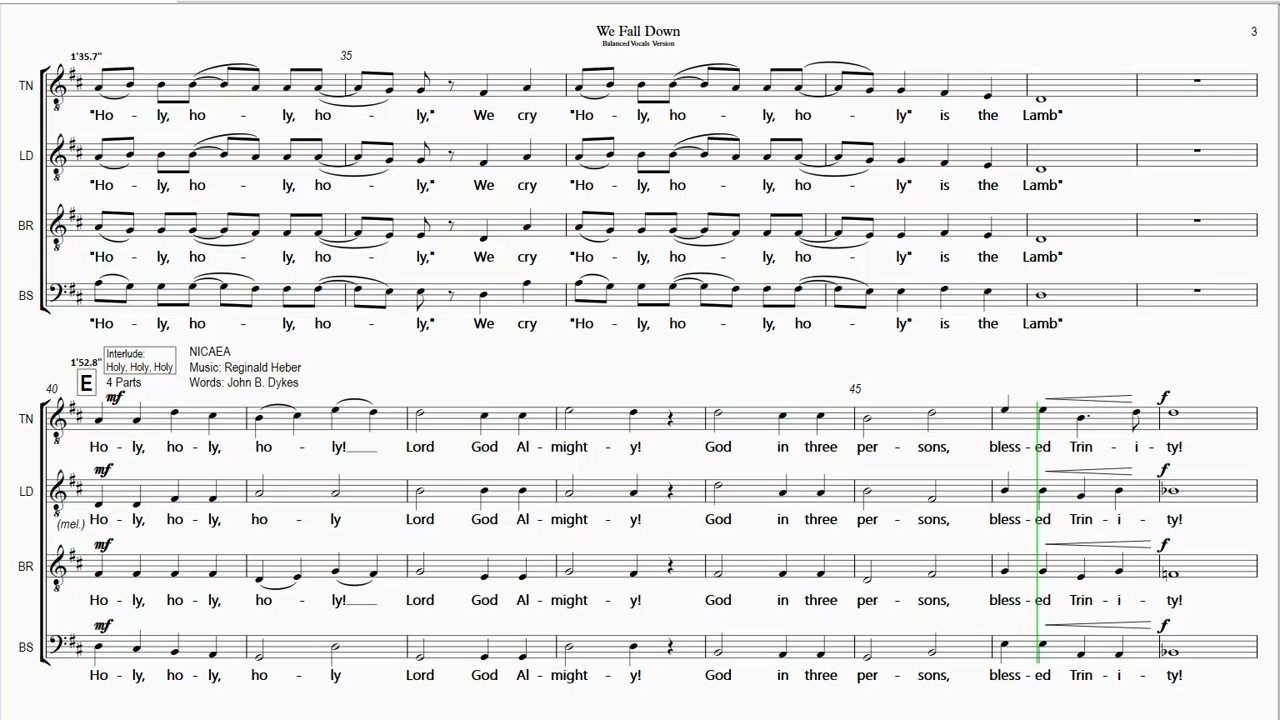 We Fall Down
Balanced Vocals Version
3
1'35.7"
35
TN
"Ho - ly, ho - ly, ho - ly," We cry "Ho - ly, ho - ly, ho - ly" is the Lamb"
LD
"Ho - ly, ho - ly, ho - ly," We cry "Ho - ly, ho - ly, ho - ly" is the Lamb"
BR
"Ho - ly, ho - ly, ho - ly," We cry "Ho - ly, ho - ly, ho - ly" is the Lamb"
BS
"Ho - ly, ho - ly, ho - ly," We cry "Ho - ly, ho - ly, ho - ly" is the Lamb"
1'52.8"
Interlude:
Holy, Holy, Holy
NICAEA
Music: Reginald Heber
40
E
4 Parts
Words: John B. Dykes
45
mf
f
TN
Ho - ly, ho - ly, ho - ly!___ Lord God Al - might - y! God in three per - sons, bless - ed Trin - i - ty!
mf
f
LD
(mel.) Ho - ly, ho - ly, ho - ly Lord God Al - might - y! God in three per - sons, bless - ed Trin - i - ty!
mf
f
BR
Ho - ly, ho - ly, ho - ly!___ Lord God Al - might - y! God in three per - sons, bless - ed Trin - i - ty!
mf
f
BS
Ho - ly, ho - ly, ho - ly Lord God Al - might - y! God in three per - sons, bless - ed Trin - i - ty!